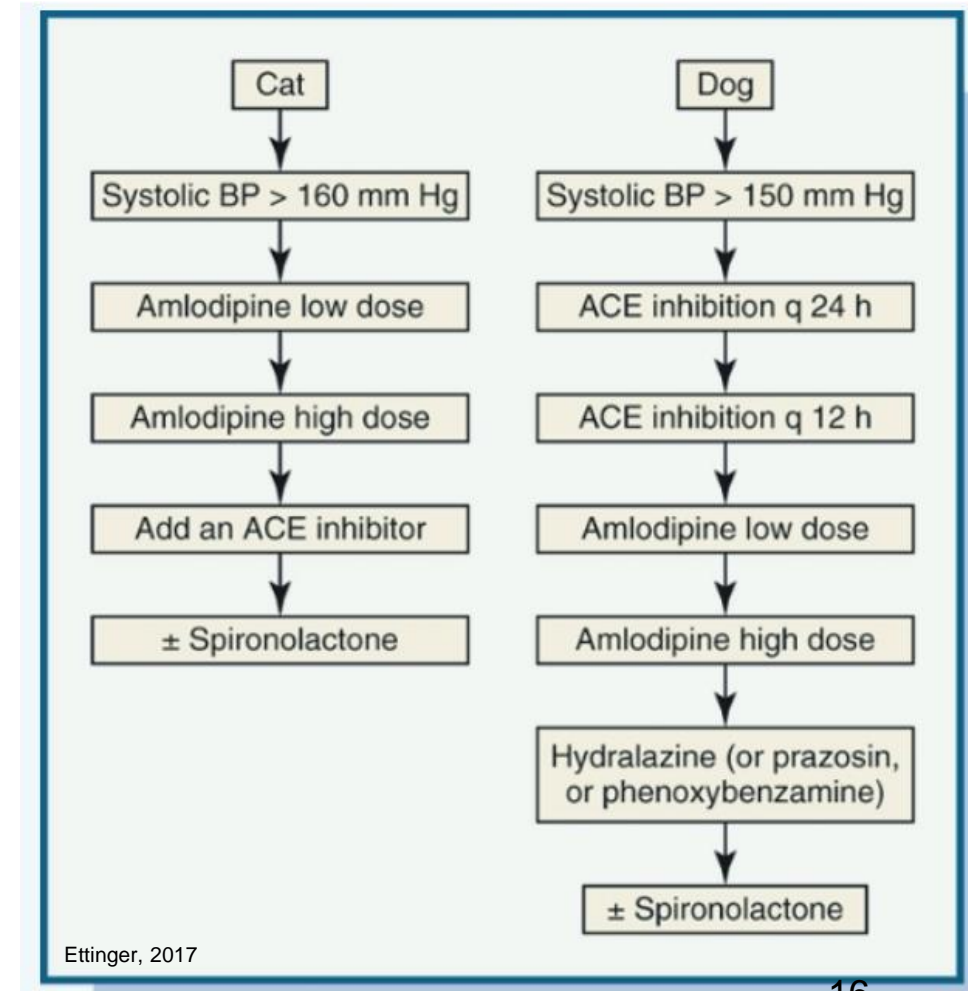 Cat
Systolic BP > 160 mm Hg
Amlodipine low dose
Amlodipine high dose
Add an ACE inhibitor
± Spironolactone
Dog
Systolic BP > 150 mm Hg
ACE inhibition q 24 h
ACE inhibition q 12 h
Amlodipine low dose
Amlodipine high dose
Hydralazine (or prazosin,
or phenoxybenzamine)
± Spironolactone
Ettinger, 2017
16